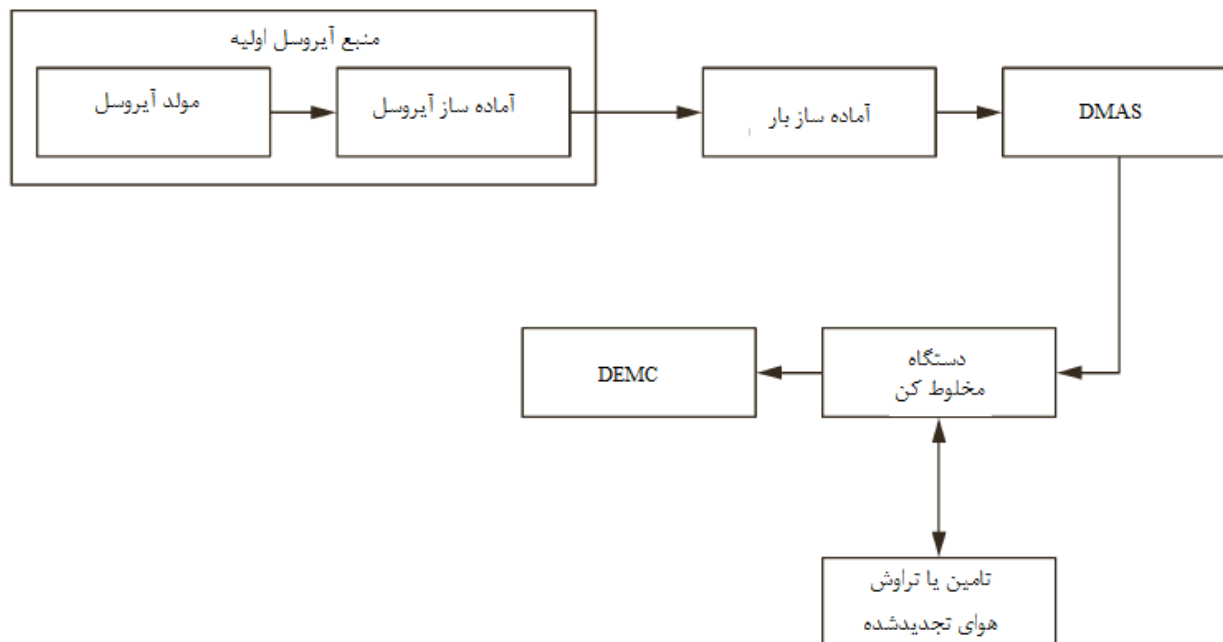 منبع آیروسل اولیه
مولد آیروسل
آماده ساز آیروسل
آماده ساز بار
DMAS
دستگاه
مخلوط کن
DEMC
تامین یا تراوش
هوای تجدیدشده